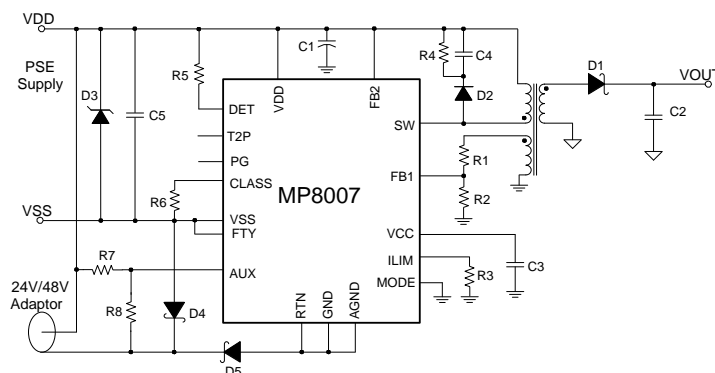 VDD
PSE
Supply
D3
C5
R5
C1
R4
C4
D2
D1
VOUT
C2
VDD
FB2
DET
T2P
PG
CLASS
R6
MP8007
SW
FB1
R1
R2
VSS
VSS
FTY
VCC
ILIM
MODE
R3
C3
R7
AUX
24V/48V
Adaptor
R8
D4
RTN
GND
AGND
D5